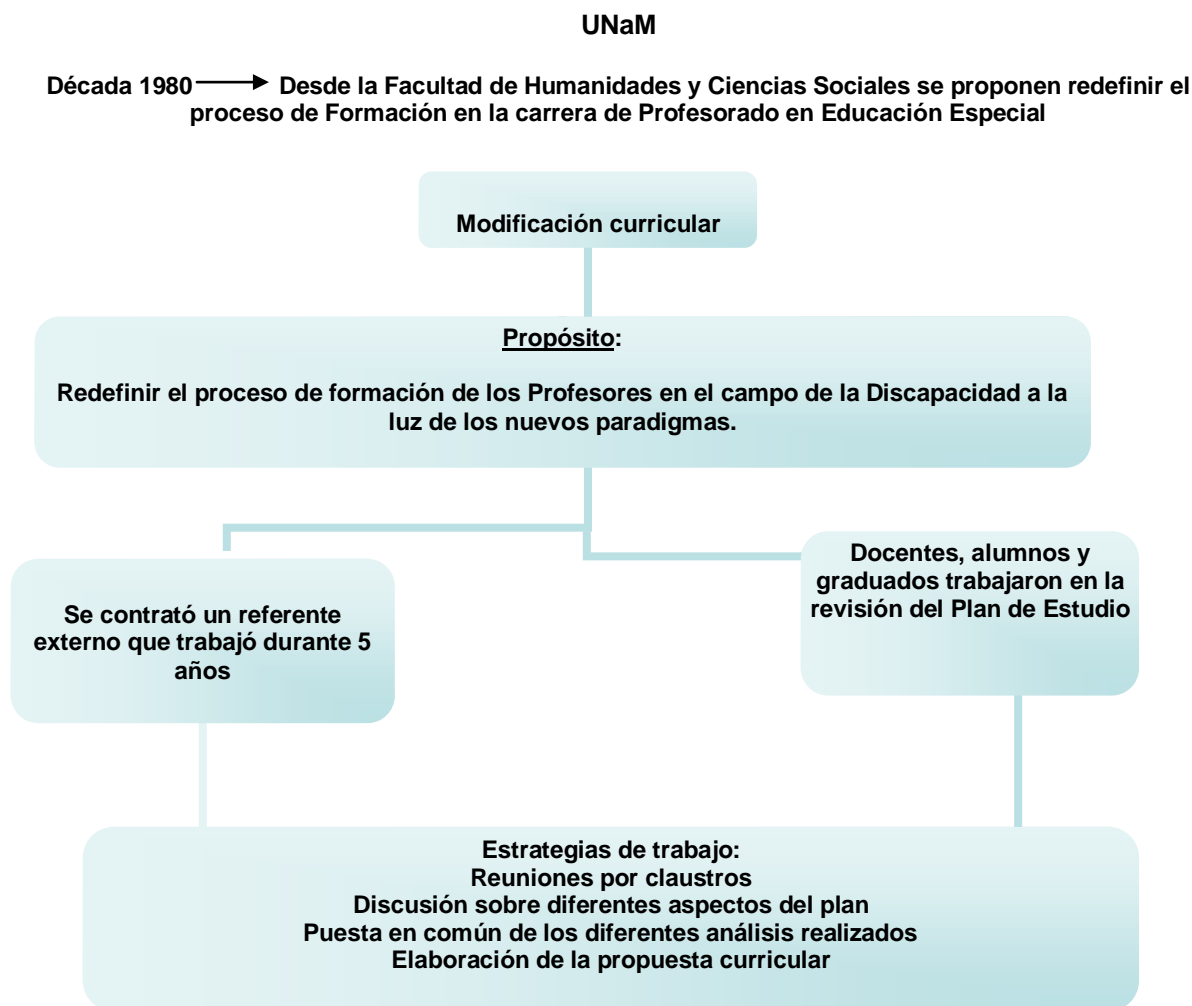 UNaM
Década 1980 → Desde la Facultad de Humanidades y Ciencias Sociales se proponen redefinir el
proceso de Formación en la carrera de Profesorado en Educación Especial
Modificación curricular
Propósito:
Redefinir el proceso de formación de los Profesores en el campo de la Discapacidad a la
luz de los nuevos paradigmas.
Se contrató un referente
externo que trabajó durante 5
años
Docentes, alumnos y
graduados trabajaron en la
revisión del Plan de Estudio
Estrategias de trabajo:
Reuniones por claustros
Discusión sobre diferentes aspectos del plan
Puesta en común de los diferentes análisis realizados
Elaboración de la propuesta curricular